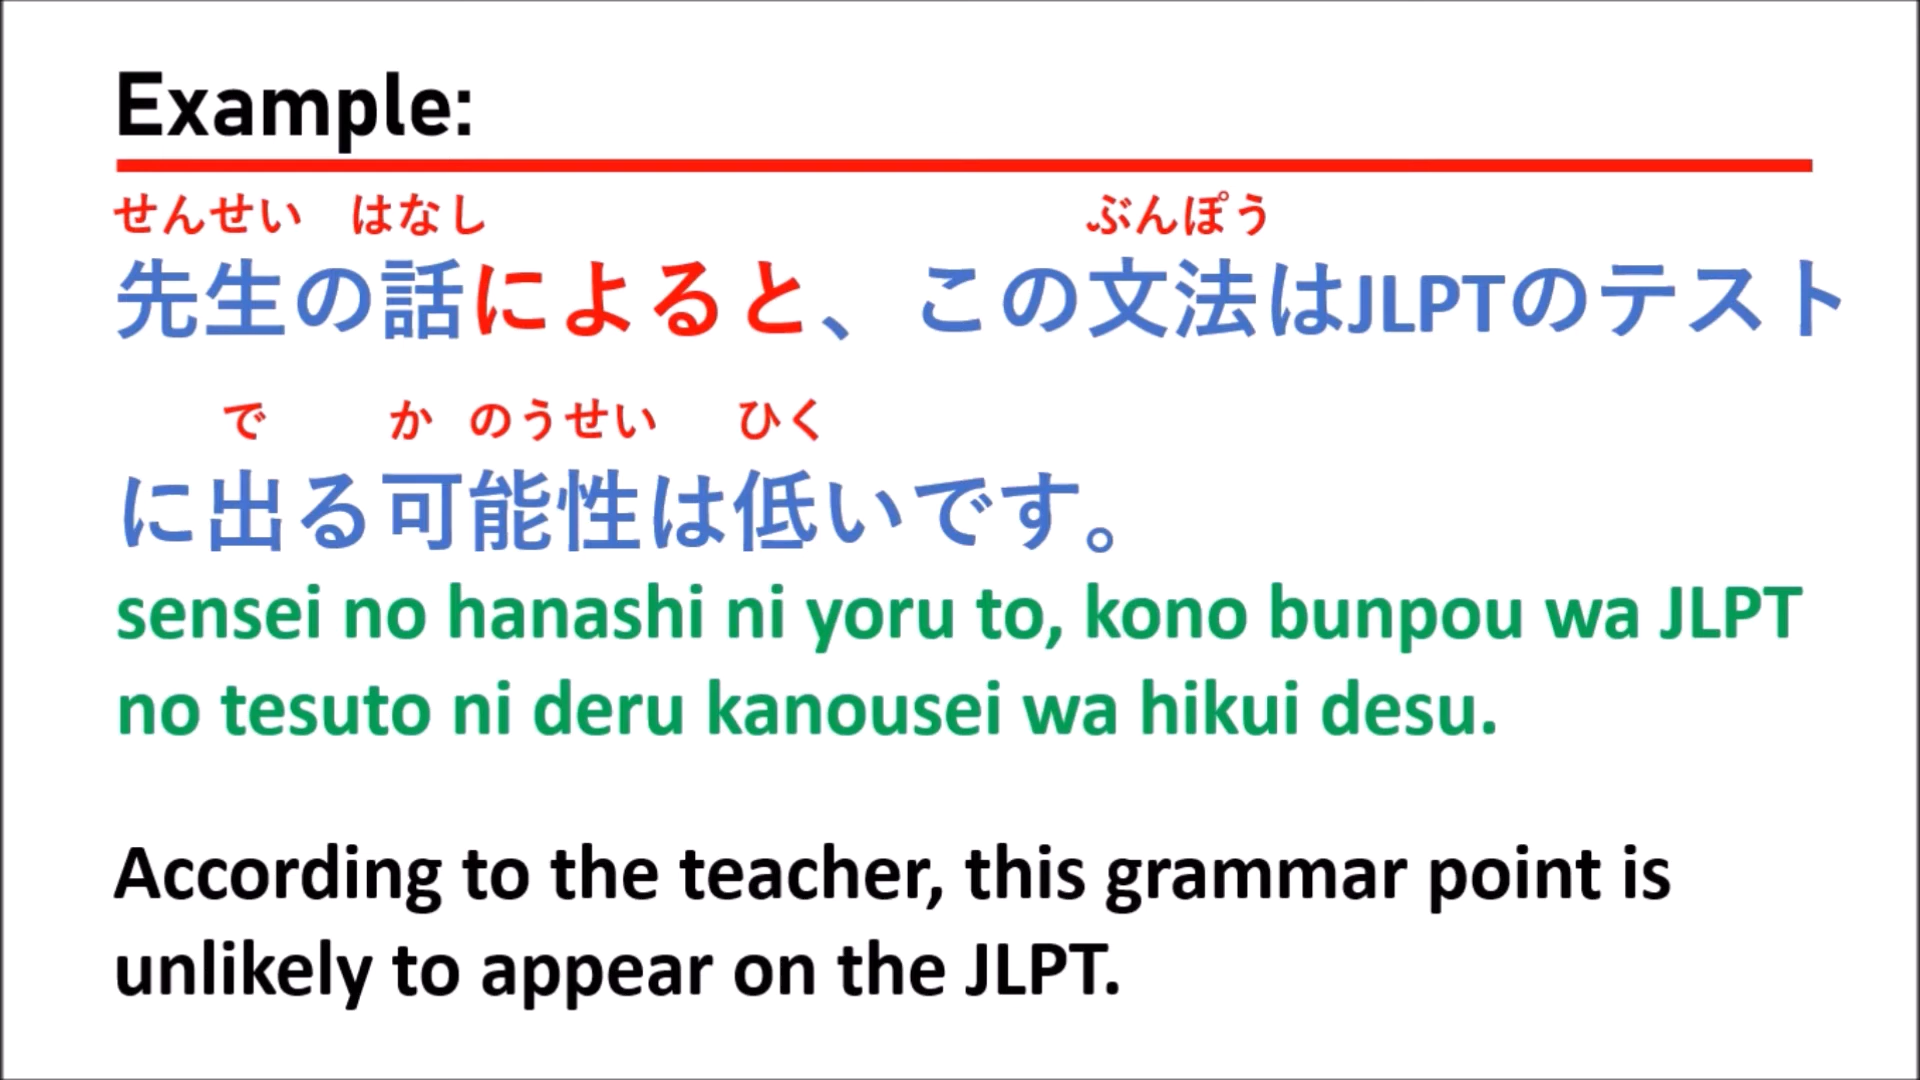 Example:
せんせい はなし ぶんぽう
先生の話によると、この文法はJLPTのテスト
で か のうせい ひく
に出る可能性は低いです。
sensei no hanashi ni yoru to, kono bunpou wa JLPT
no tesuto ni deru kanousei wa hikui desu.
According to the teacher, this grammar point is
unlikely to appear on the JLPT.